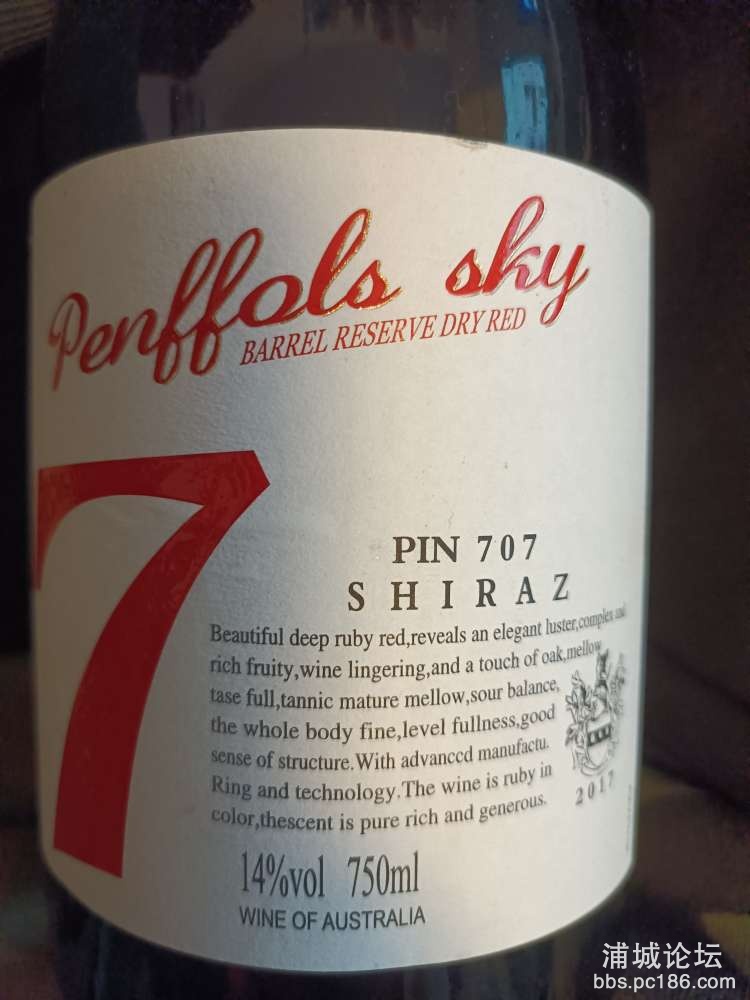 Penffols sky
BARREL RESERVE DRY RED
7
PIN 707
SHIRAZ
Beautiful deep ruby red,reveals an elegant luster,complex and
rich fruity,wine lingering,and a touch of oak,mellow
tase full,tannic mature mellow,sour balance,
the whole body fine,level fullness,good
sense of structure.With advanccd manufactu.
Ring and technology.The wine is ruby in
color,thescent is pure rich and generous.
2017
14%vol 750ml
WINE OF AUSTRALIA
浦城论坛
bbs.pc186.com